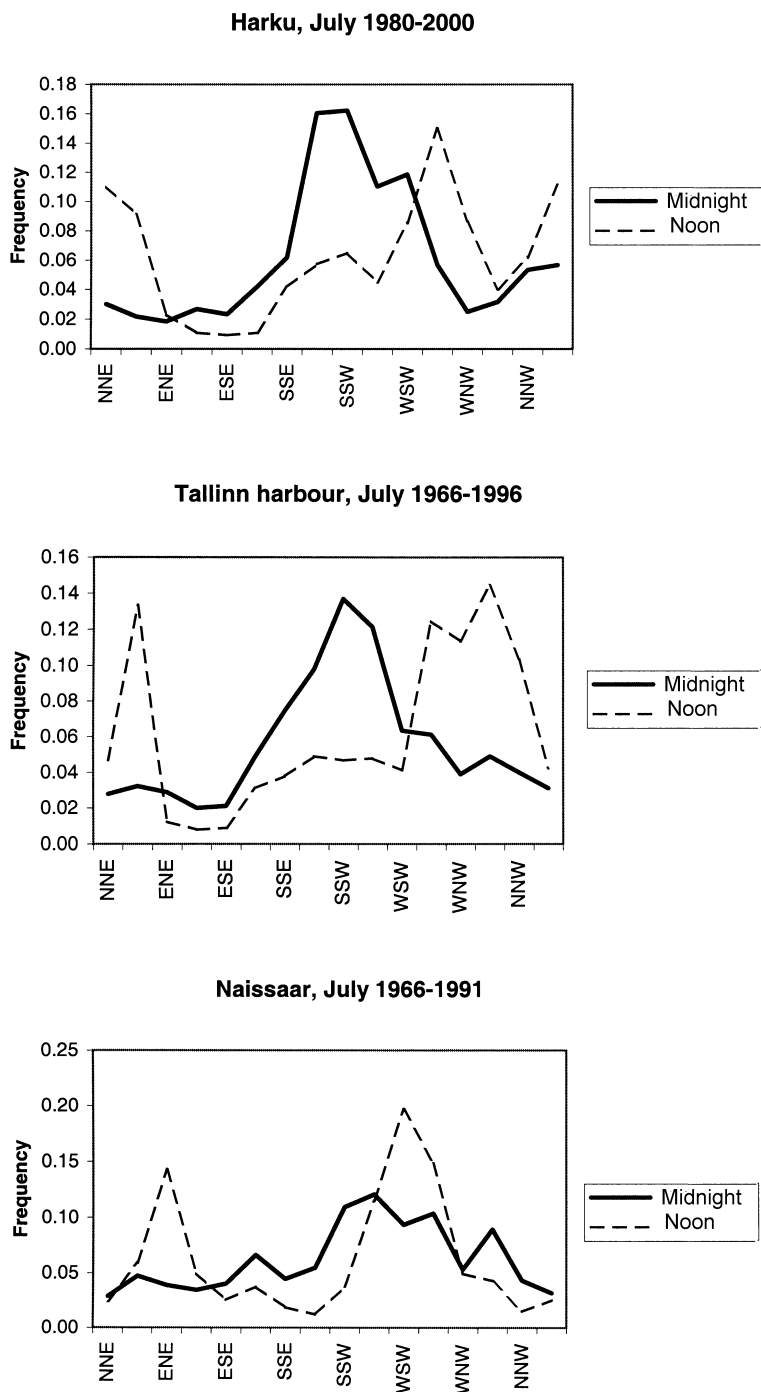 Harku, July 1980-2000
0.18
0.16
0.14
0.12
0.10
0.08
0.06
0.04
0.02
0.00
Frequency
NNE ENE ESE SSE SSW WSW WNW NNW
Midnight
Noon
Tallinn harbour, July 1966-1996
0.16
0.14
0.12
0.10
0.08
0.06
0.04
0.02
0.00
Frequency
NNE ENE ESE SSE SSW WSW WNW NNW
Midnight
Noon
Naissaar, July 1966-1991
0.25
0.20
0.15
0.10
0.05
0.00
Frequency
NNE ENE ESE SSE SSW WSW WNW NNW
Midnight
Noon